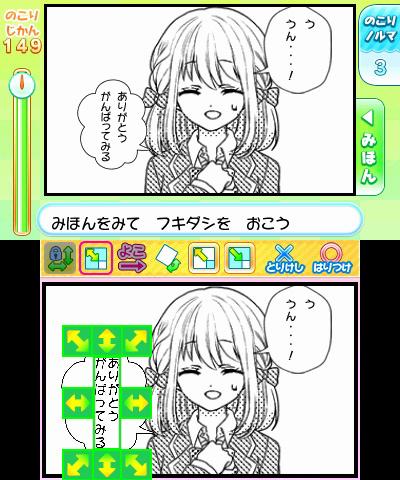 のこり
じかん
149
う
うん・・・!
ありがとう
がんばってみる
のこり
ノルマ
3
◀みほん
みほんをみて フキダシを おこう
よこ
とりけし
はりつけ
う
うん・・・!
ありがとう
がんばってみる